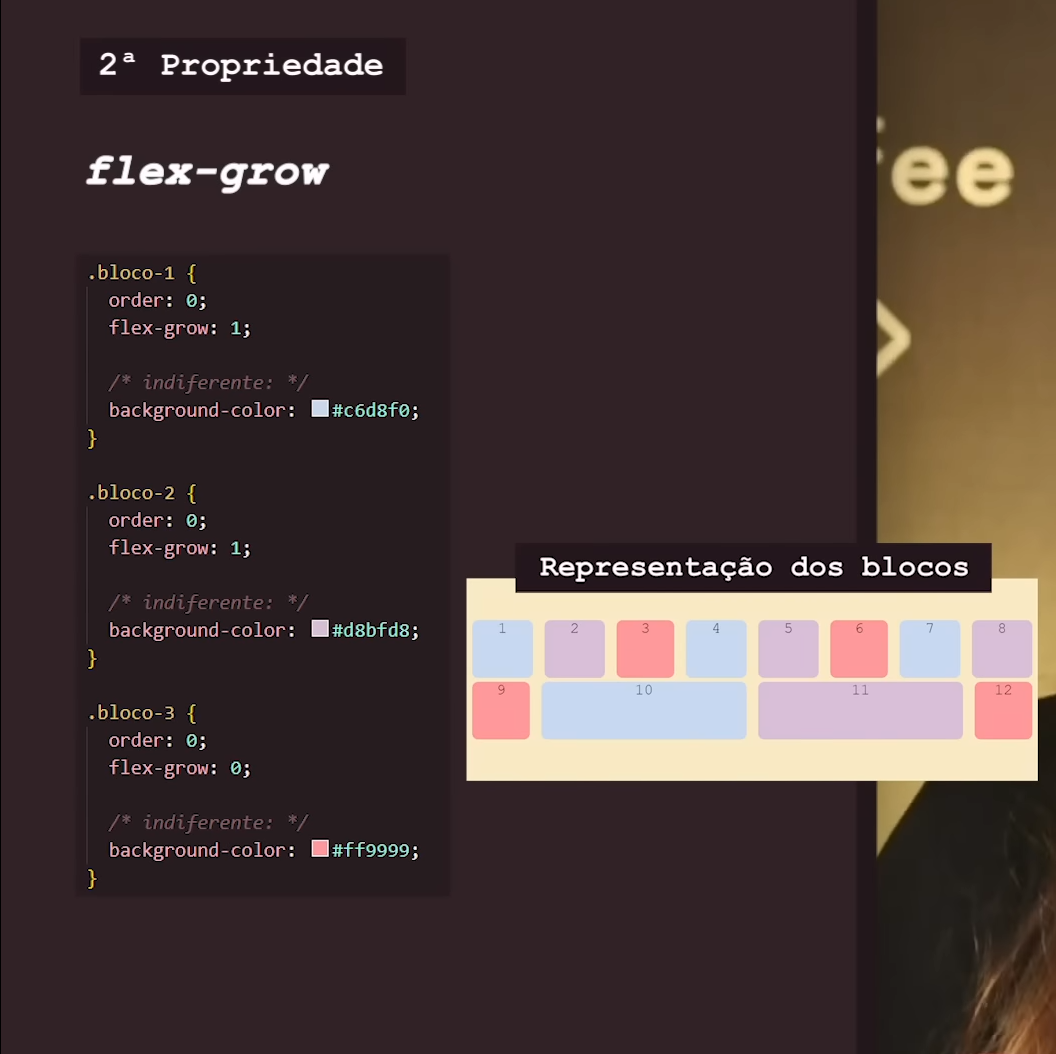 2ª Propriedade
flex-grow
.bloco-1 {
order: 0;
flex-grow: 1;
/* indiferente: */
background-color: #c6d8f0;
}
.bloco-2 {
order: 0;
flex-grow: 1;
/* indiferente: */
background-color: #d8bfd8;
}
.bloco-3 {
order: 0;
flex-grow: 0;
/* indiferente: */
background-color: #ff9999;
}
Representação dos blocos
1 2 3 4 5 6 7 8
9 10 11 12
ee
>